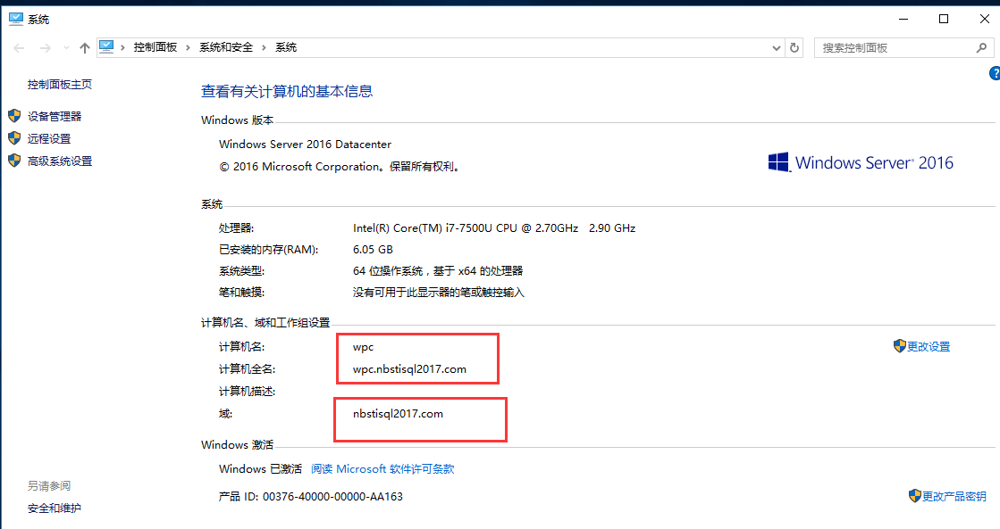 系统
控制面板 › 系统和安全 › 系统
搜索控制面板
?
控制面板主页
设备管理器
远程设置
高级系统设置
查看有关计算机的基本信息
Windows 版本
Windows Server 2016 Datacenter
© 2016 Microsoft Corporation。保留所有权利。
Windows Server® 2016
系统
处理器: Intel(R) Core(TM) i7-7500U CPU @ 2.70GHz 2.90 GHz
已安装的内存(RAM): 6.05 GB
系统类型: 64 位操作系统，基于 x64 的处理器
笔和触摸: 没有可用于此显示器的笔或触控输入
计算机名、域和工作组设置
计算机名: wpc
更改设置
计算机全名: wpc.nbstisql2017.com
计算机描述:
域: nbstisql2017.com
Windows 激活
Windows 已激活 阅读 Microsoft 软件许可条款
产品 ID: 00376-40000-00000-AA163
更改产品密钥
另请参阅
安全和维护